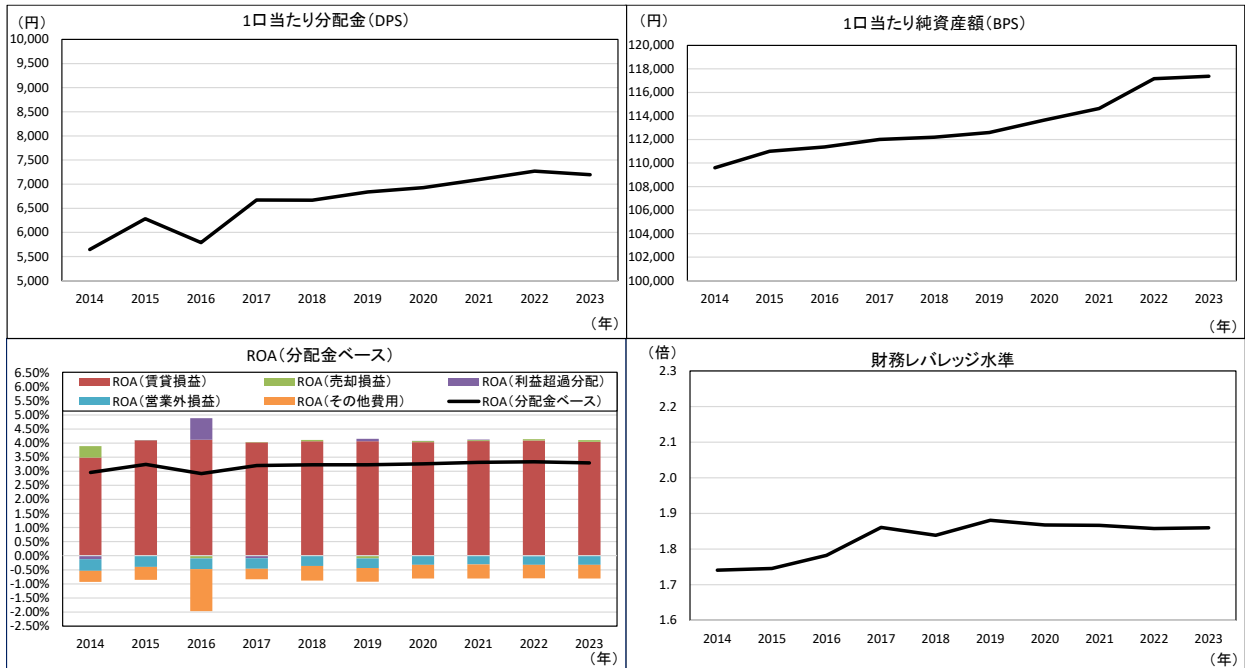 1口当たり分配金(DPS)
(円)
10,000
9,500
9,000
8,500
8,000
7,500
7,000
6,500
6,000
5,500
5,000
2014 2015 2016 2017 2018 2019 2020 2021 2022 2023
(年)
1口当たり純資産額(BPS)
(円)
120,000
118,000
116,000
114,000
112,000
110,000
108,000
106,000
104,000
102,000
100,000
2014 2015 2016 2017 2018 2019 2020 2021 2022 2023
(年)
ROA(分配金ベース)
6.50%
6.00%
5.50%
5.00%
4.50%
4.00%
3.50%
3.00%
2.50%
2.00%
1.50%
1.00%
0.50%
0.00%
-0.50%
-1.00%
-1.50%
-2.00%
-2.50%
ROA(賃貸損益) ROA(売却損益) ROA(利益超過分配)
ROA(営業外損益) ROA(その他費用) ROA(分配金ベース)
2014 2015 2016 2017 2018 2019 2020 2021 2022 2023
(年)
財務レバレッジ水準
(倍)
2.3
2.2
2.1
2.0
1.9
1.8
1.7
1.6
2014 2015 2016 2017 2018 2019 2020 2021 2022 2023
(年)